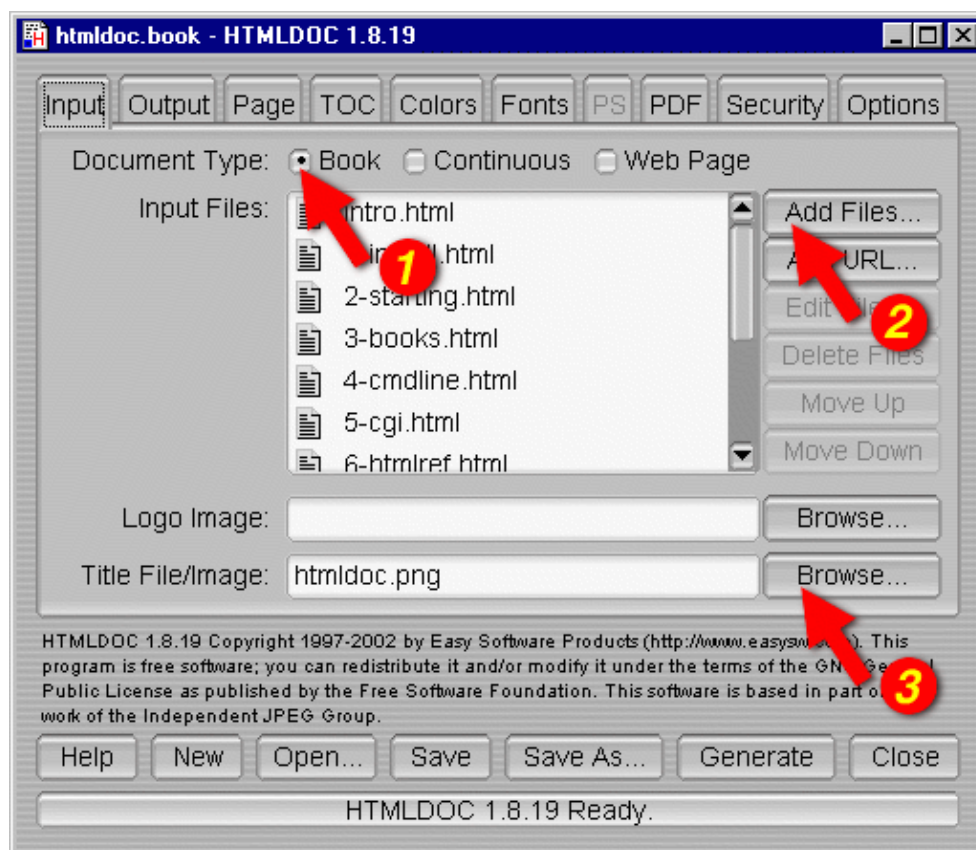 htmldoc.book - HTMLDOC 1.8.19
Input Output Page TOC Colors Fonts PS PDF Security Options
Document Type: Book Continuous Web Page
Input Files:
intro.html
2-starting.html
3-books.html
4-cmdline.html
5-cgi.html
6-htmlref.html
Add Files...
URL...
Edit
Delete Files
Move Up
Move Down
1
2
Logo Image: Browse...
Title File/Image: htmldoc.png Browse...
3
HTMLDOC 1.8.19 Copyright 1997-2002 by Easy Software Products (http://www.easysw. This
program is free software; you can redistribute it and/or modify it under the terms of the
Public License as published by the Free Software Foundation. This software is based in part
work of the Independent JPEG Group.
Help New Open... Save Save As... Generate Close
HTMLDOC 1.8.19 Ready.